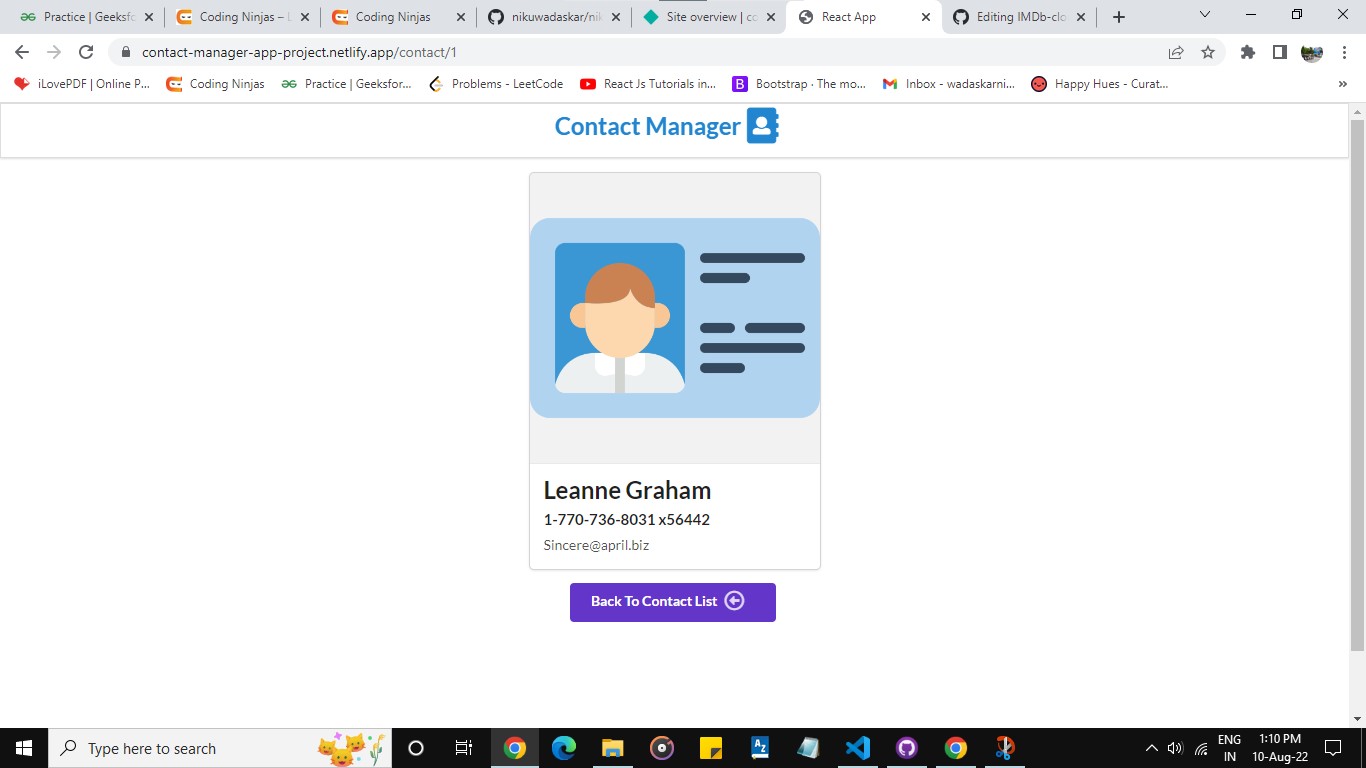 Practice | Geeksfo
Coding Ninjas – L
Coding Ninjas
nikuwadaskar/nik
Site overview | co
React App
Editing IMDb-clo
contact-manager-app-project.netlify.app/contact/1
iLovePDF | Online P...
Coding Ninjas
Practice | Geeksfor...
Problems - LeetCode
React Js Tutorials in...
B
Bootstrap · The mo...
Inbox - wadaskarni...
Happy Hues - Curat...
»
Contact Manager
Leanne Graham
1-770-736-8031 x56442
Sincere@april.biz
Back To Contact List
Type here to search
ENG
IN
1:10 PM
10-Aug-22